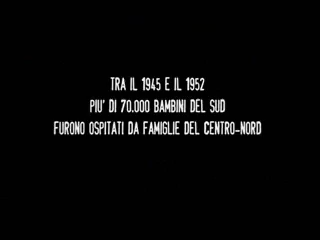 TRA IL 1945 E IL 1952
PIU' DI 70.000 BAMBINI DEL SUD
FURONO OSPITATI DA FAMIGLIE DEL CENTRO-NORD